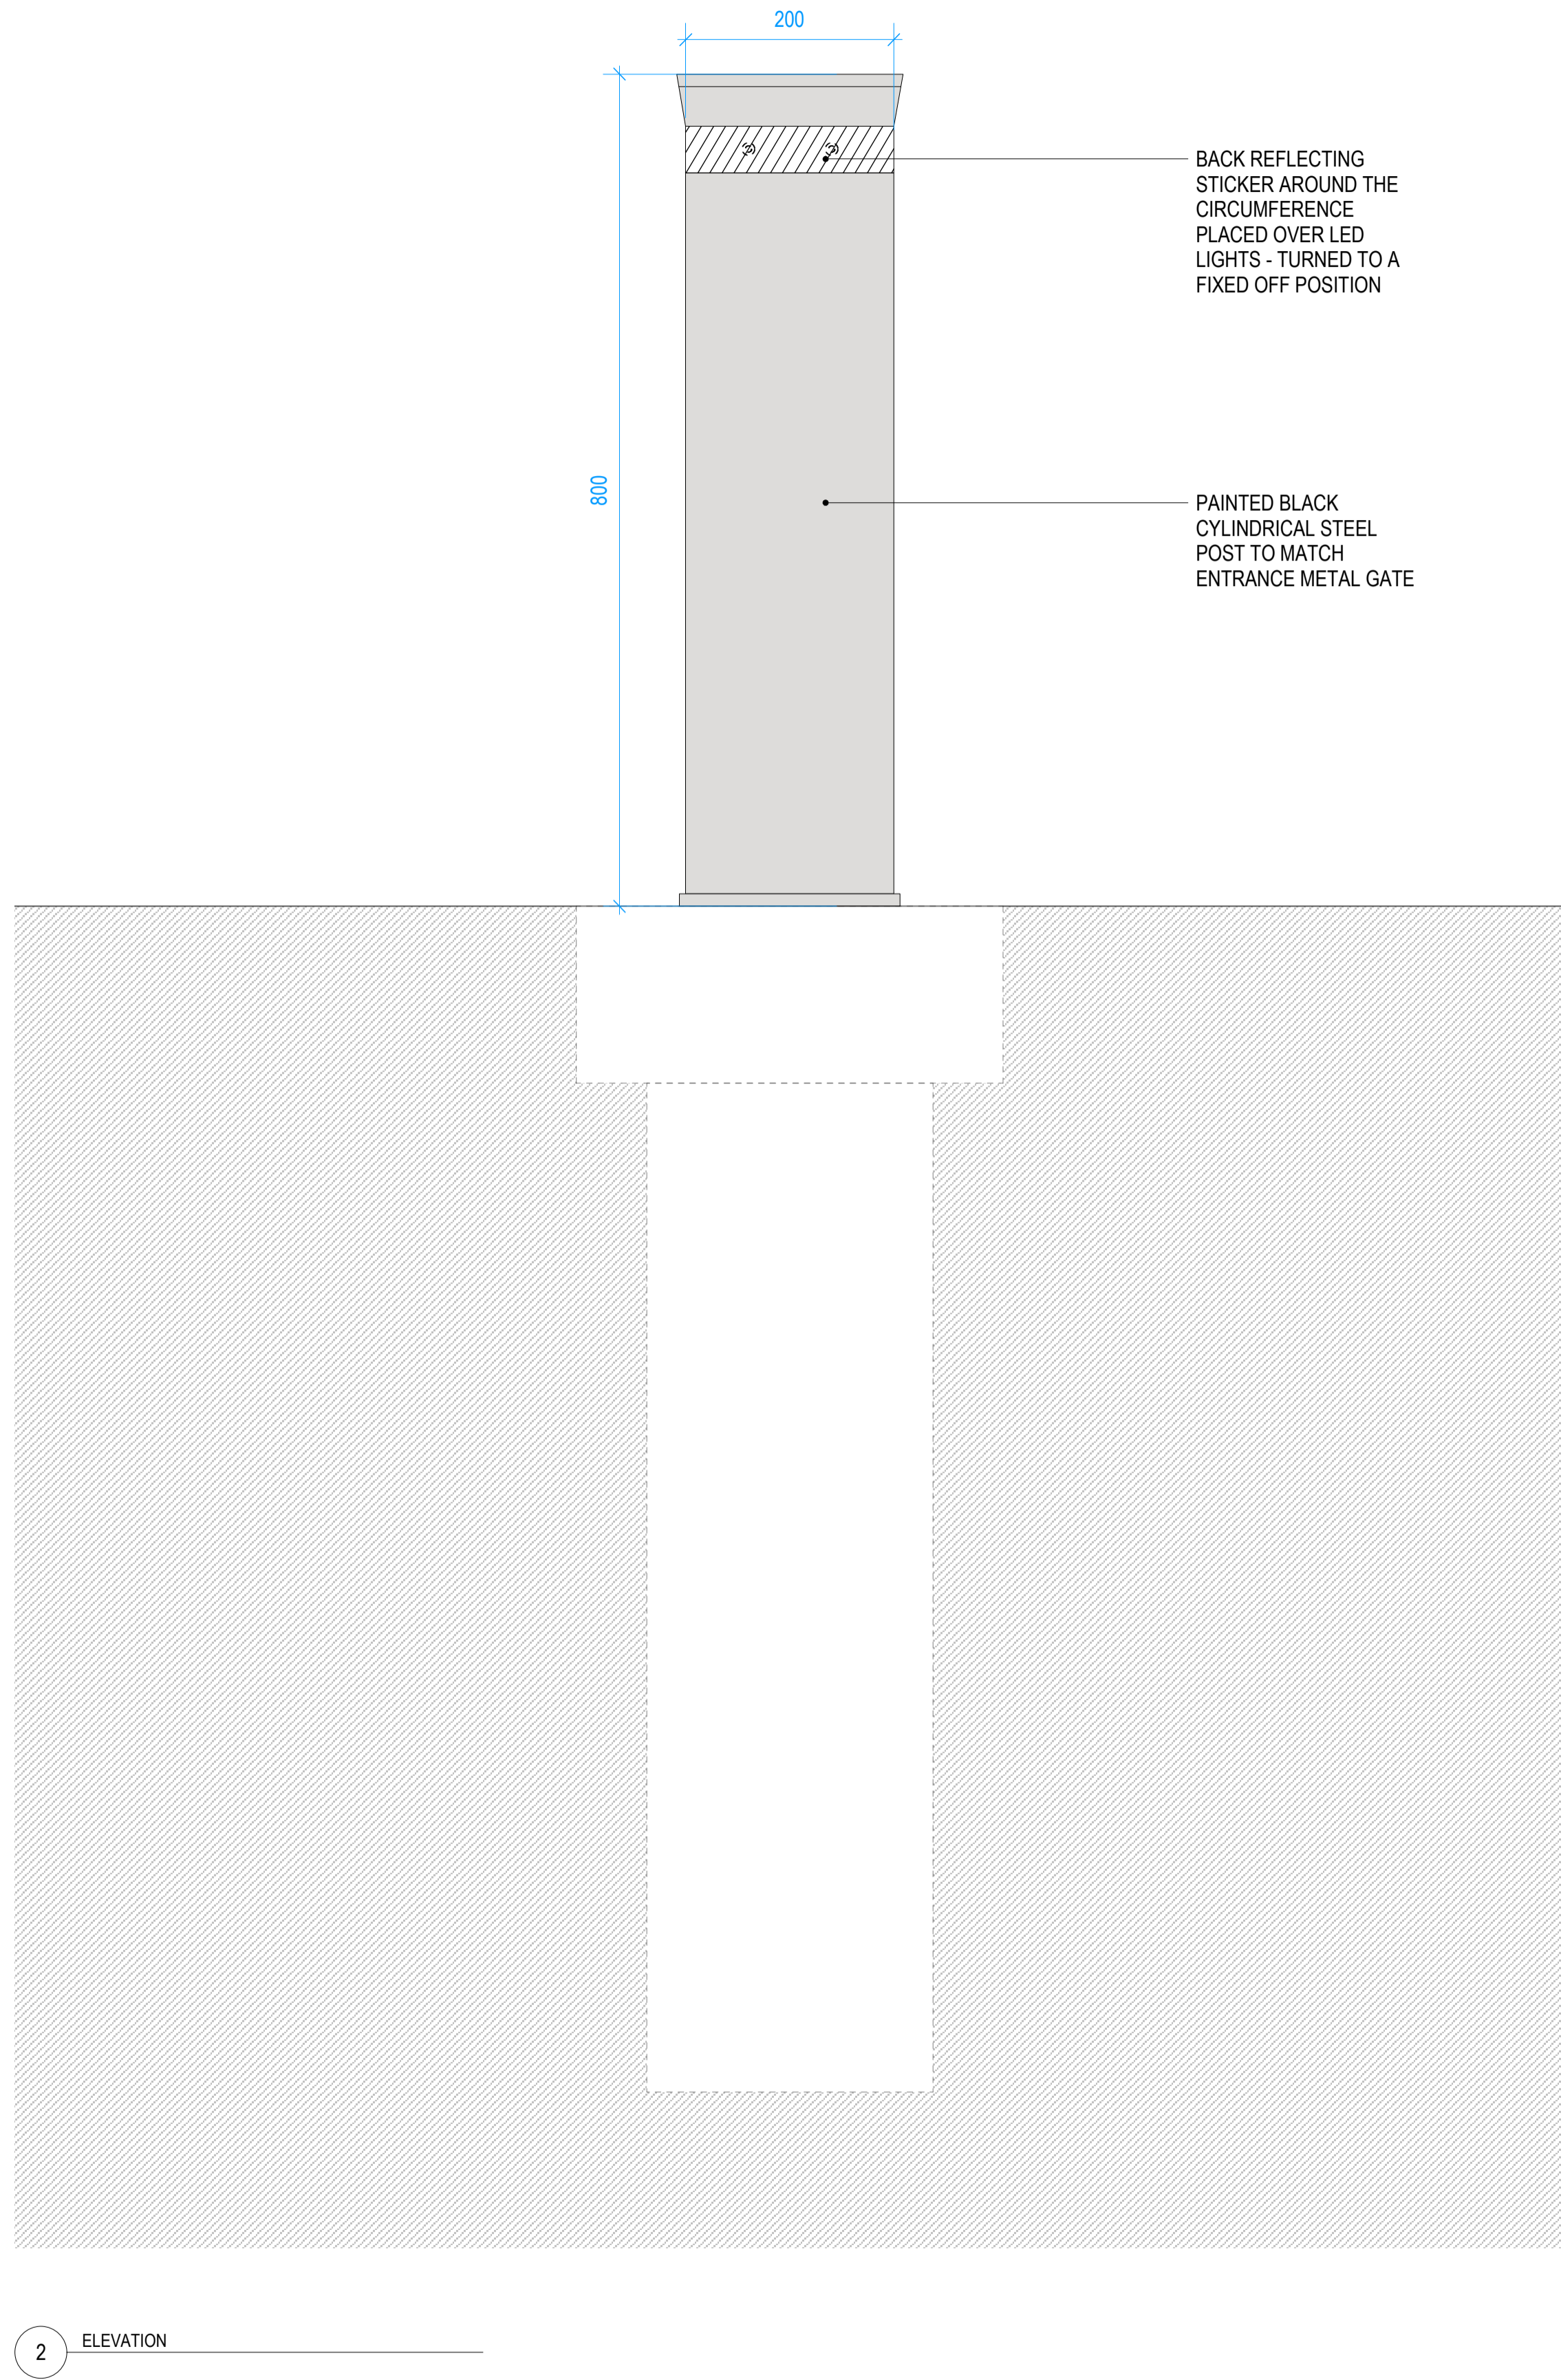 200
BACK REFLECTING
STICKER AROUND THE
CIRCUMFERENCE
PLACED OVER LED
LIGHTS - TURNED TO A
FIXED OFF POSITION
800
PAINTED BLACK
CYLINDRICAL STEEL
POST TO MATCH
ENTRANCE METAL GATE
2
ELEVATION